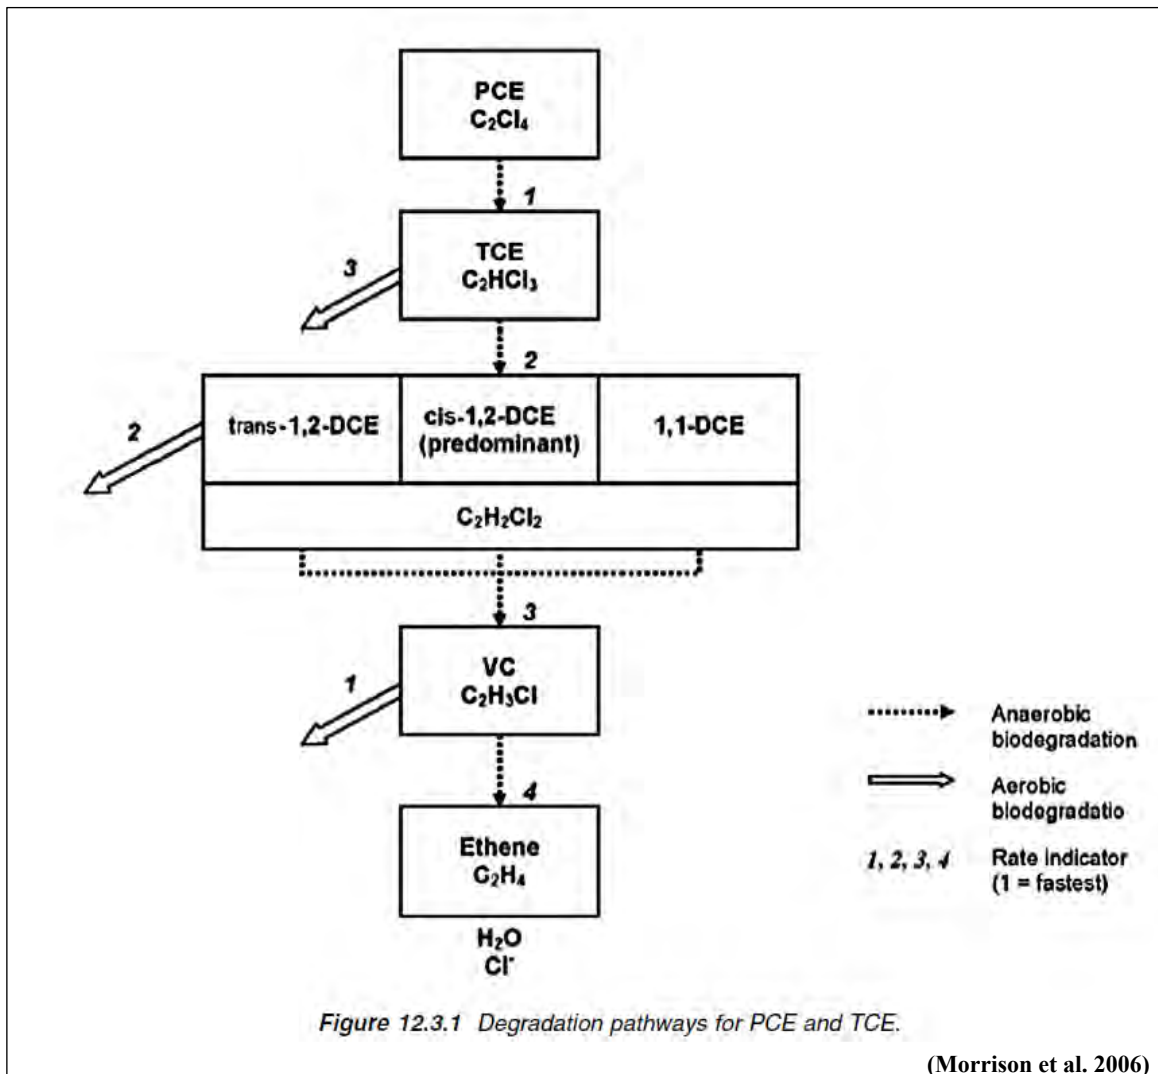 PCE
C₂Cl₄
1
TCE
C₂HCl₃
3
2
trans-1,2-DCE
cis-1,2-DCE
(predominant)
1,1-DCE
2
C₂H₂Cl₂
3
VC
C₂H₃Cl
1
4
Ethene
C₂H₄
H₂O
Cl⁻
Anaerobic
biodegradation
Aerobic
biodegradatio
1, 2, 3, 4 Rate indicator
(1 = fastest)
Figure 12.3.1 Degradation pathways for PCE and TCE.
(Morrison et al. 2006)